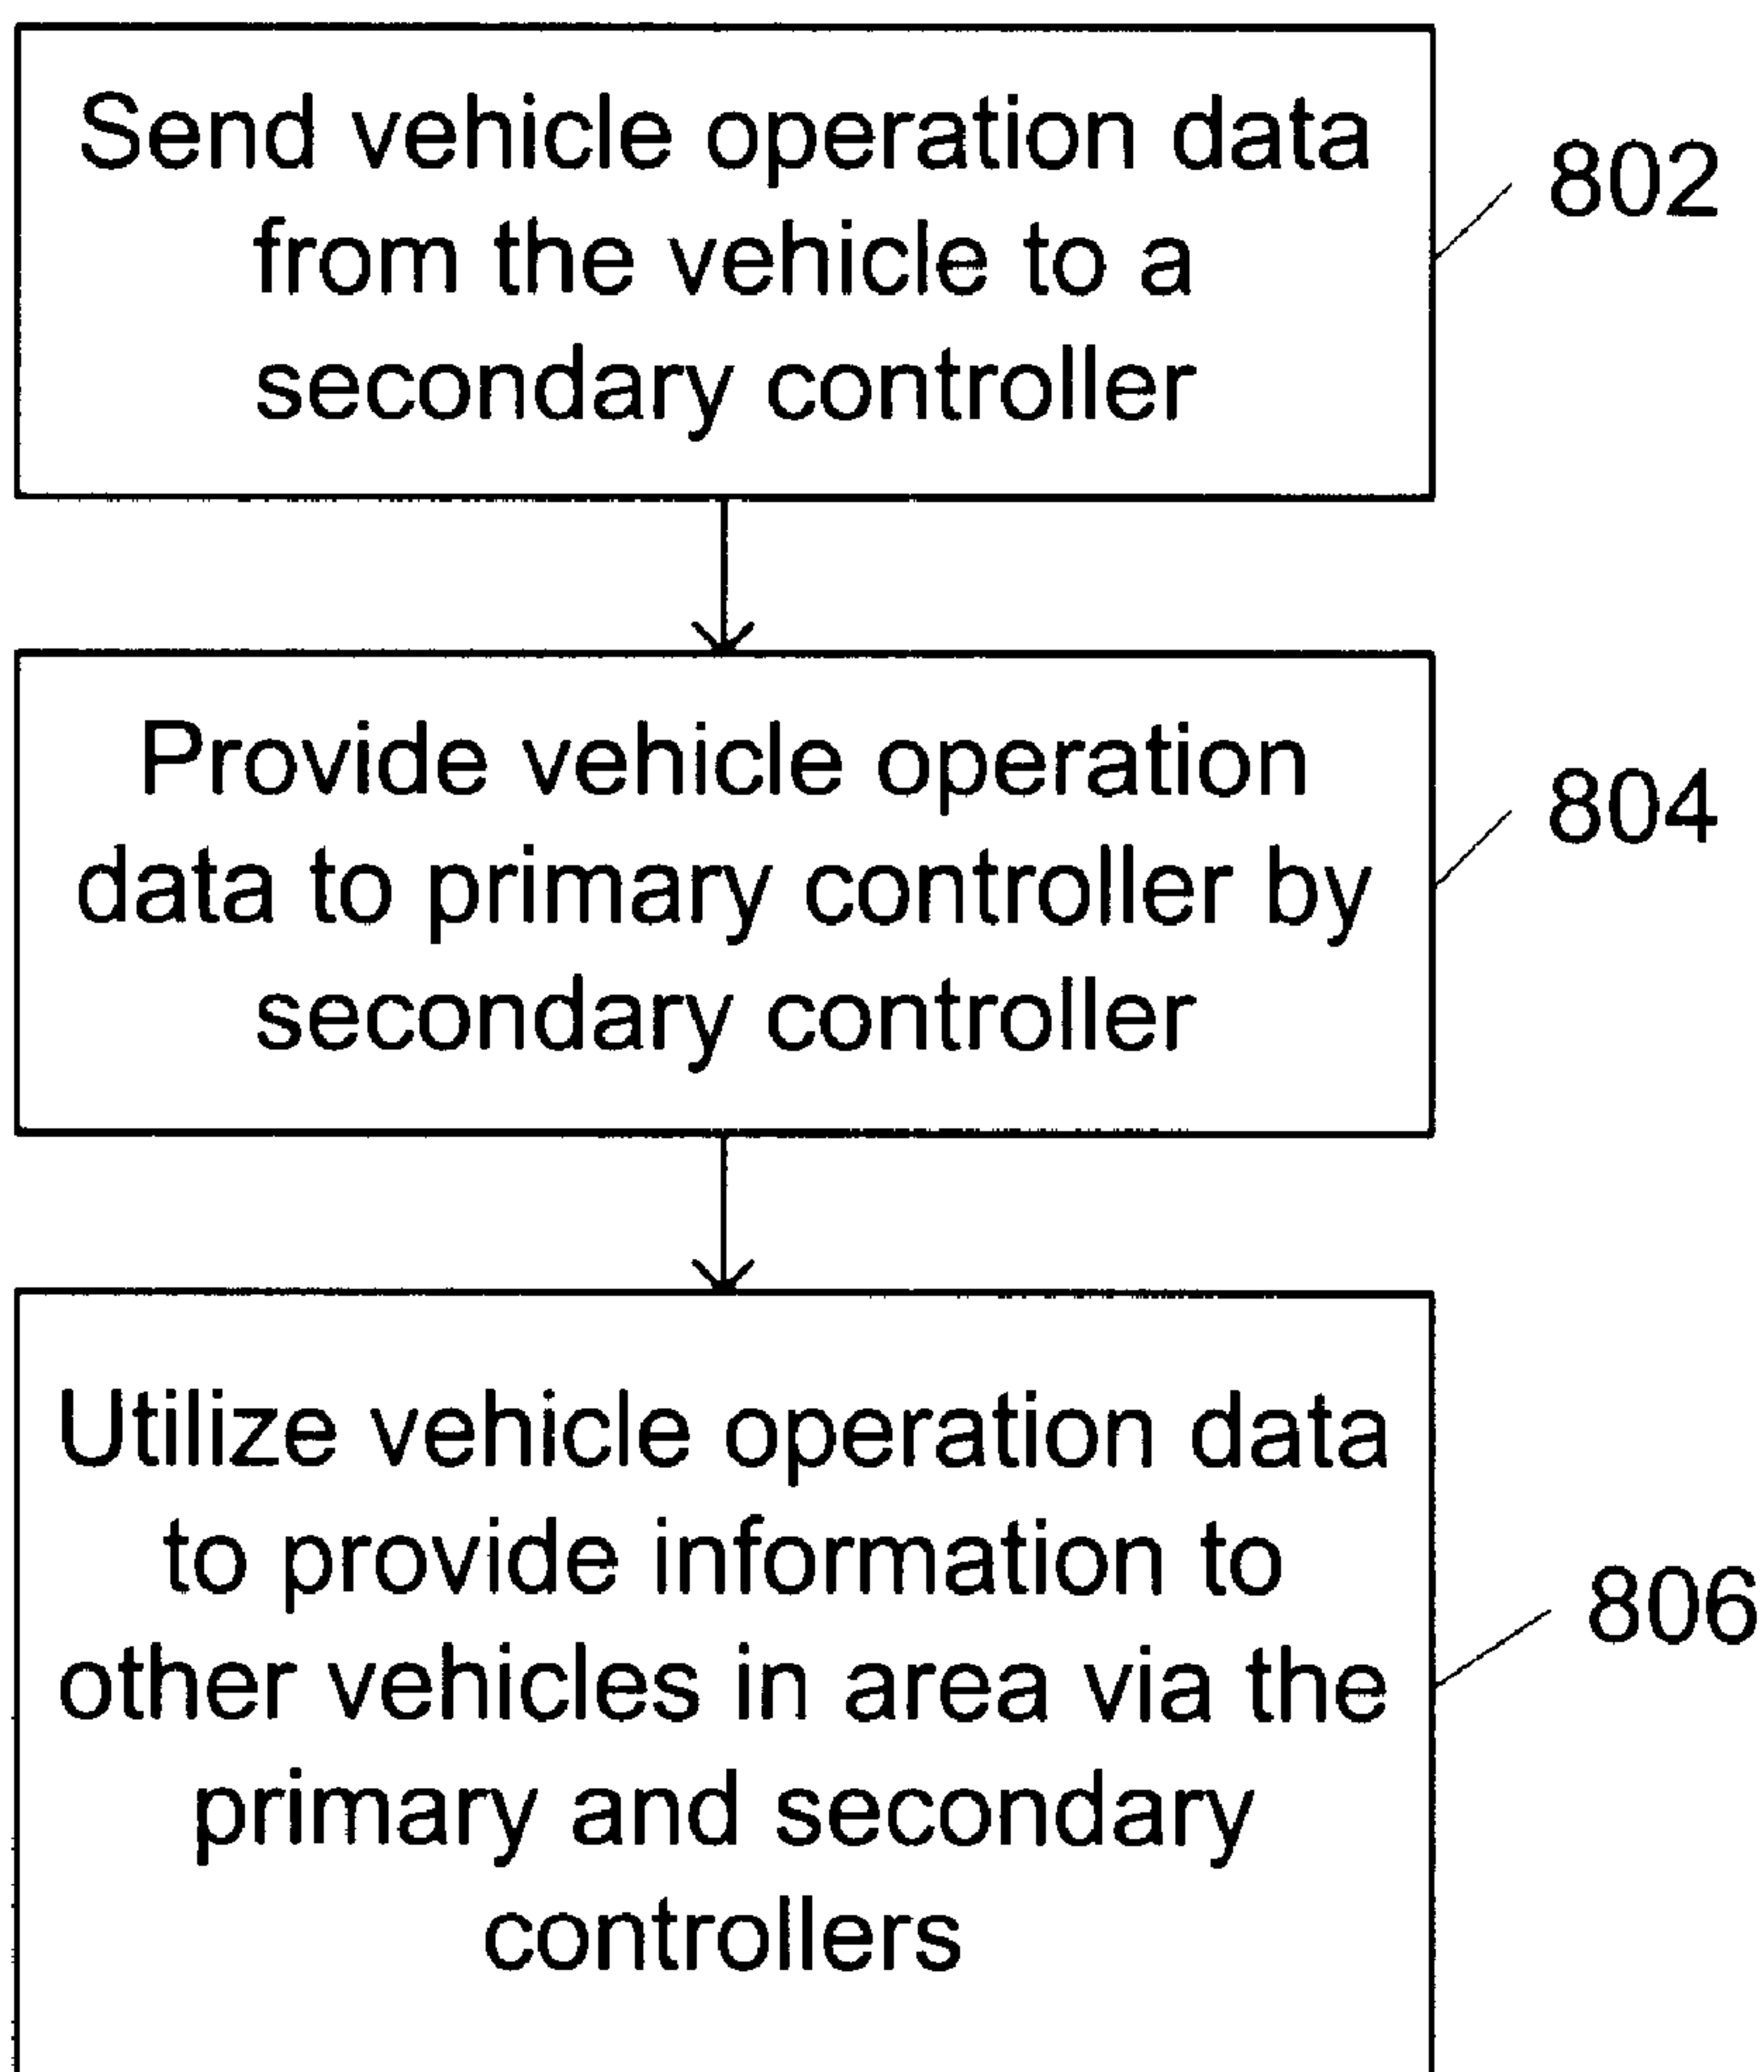 Send vehicle operation data
from the vehicle to a
secondary controller
802
Provide vehicle operation
data to primary controller by
secondary controller
804
Utilize vehicle operation data
to provide information to
other vehicles in area via the
primary and secondary
controllers
806